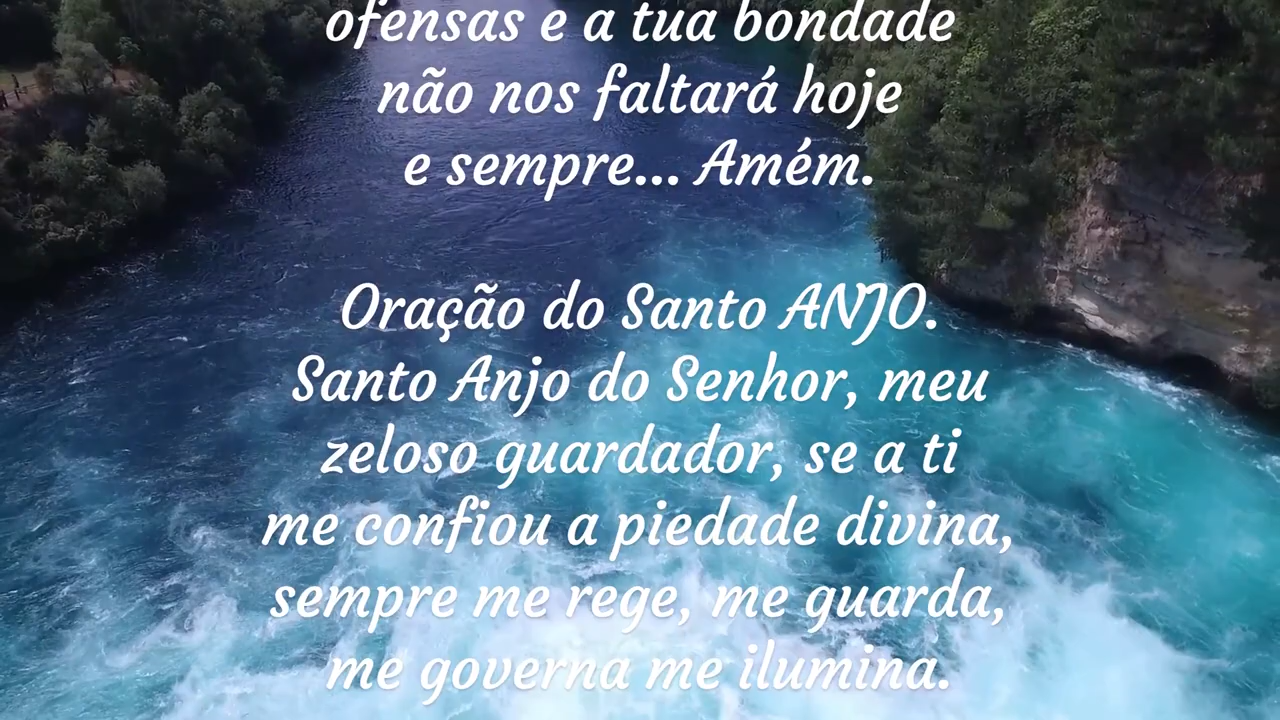 ofensas e a tua bondade
não nos faltará hoje
e sempre... Amém.
Oração do Santo ANJO.
Santo Anjo do Senhor, meu
zeloso guardador, se a ti
me confiou a piedade divina,
sempre me rege, me guarda,
me governa me ilumina.